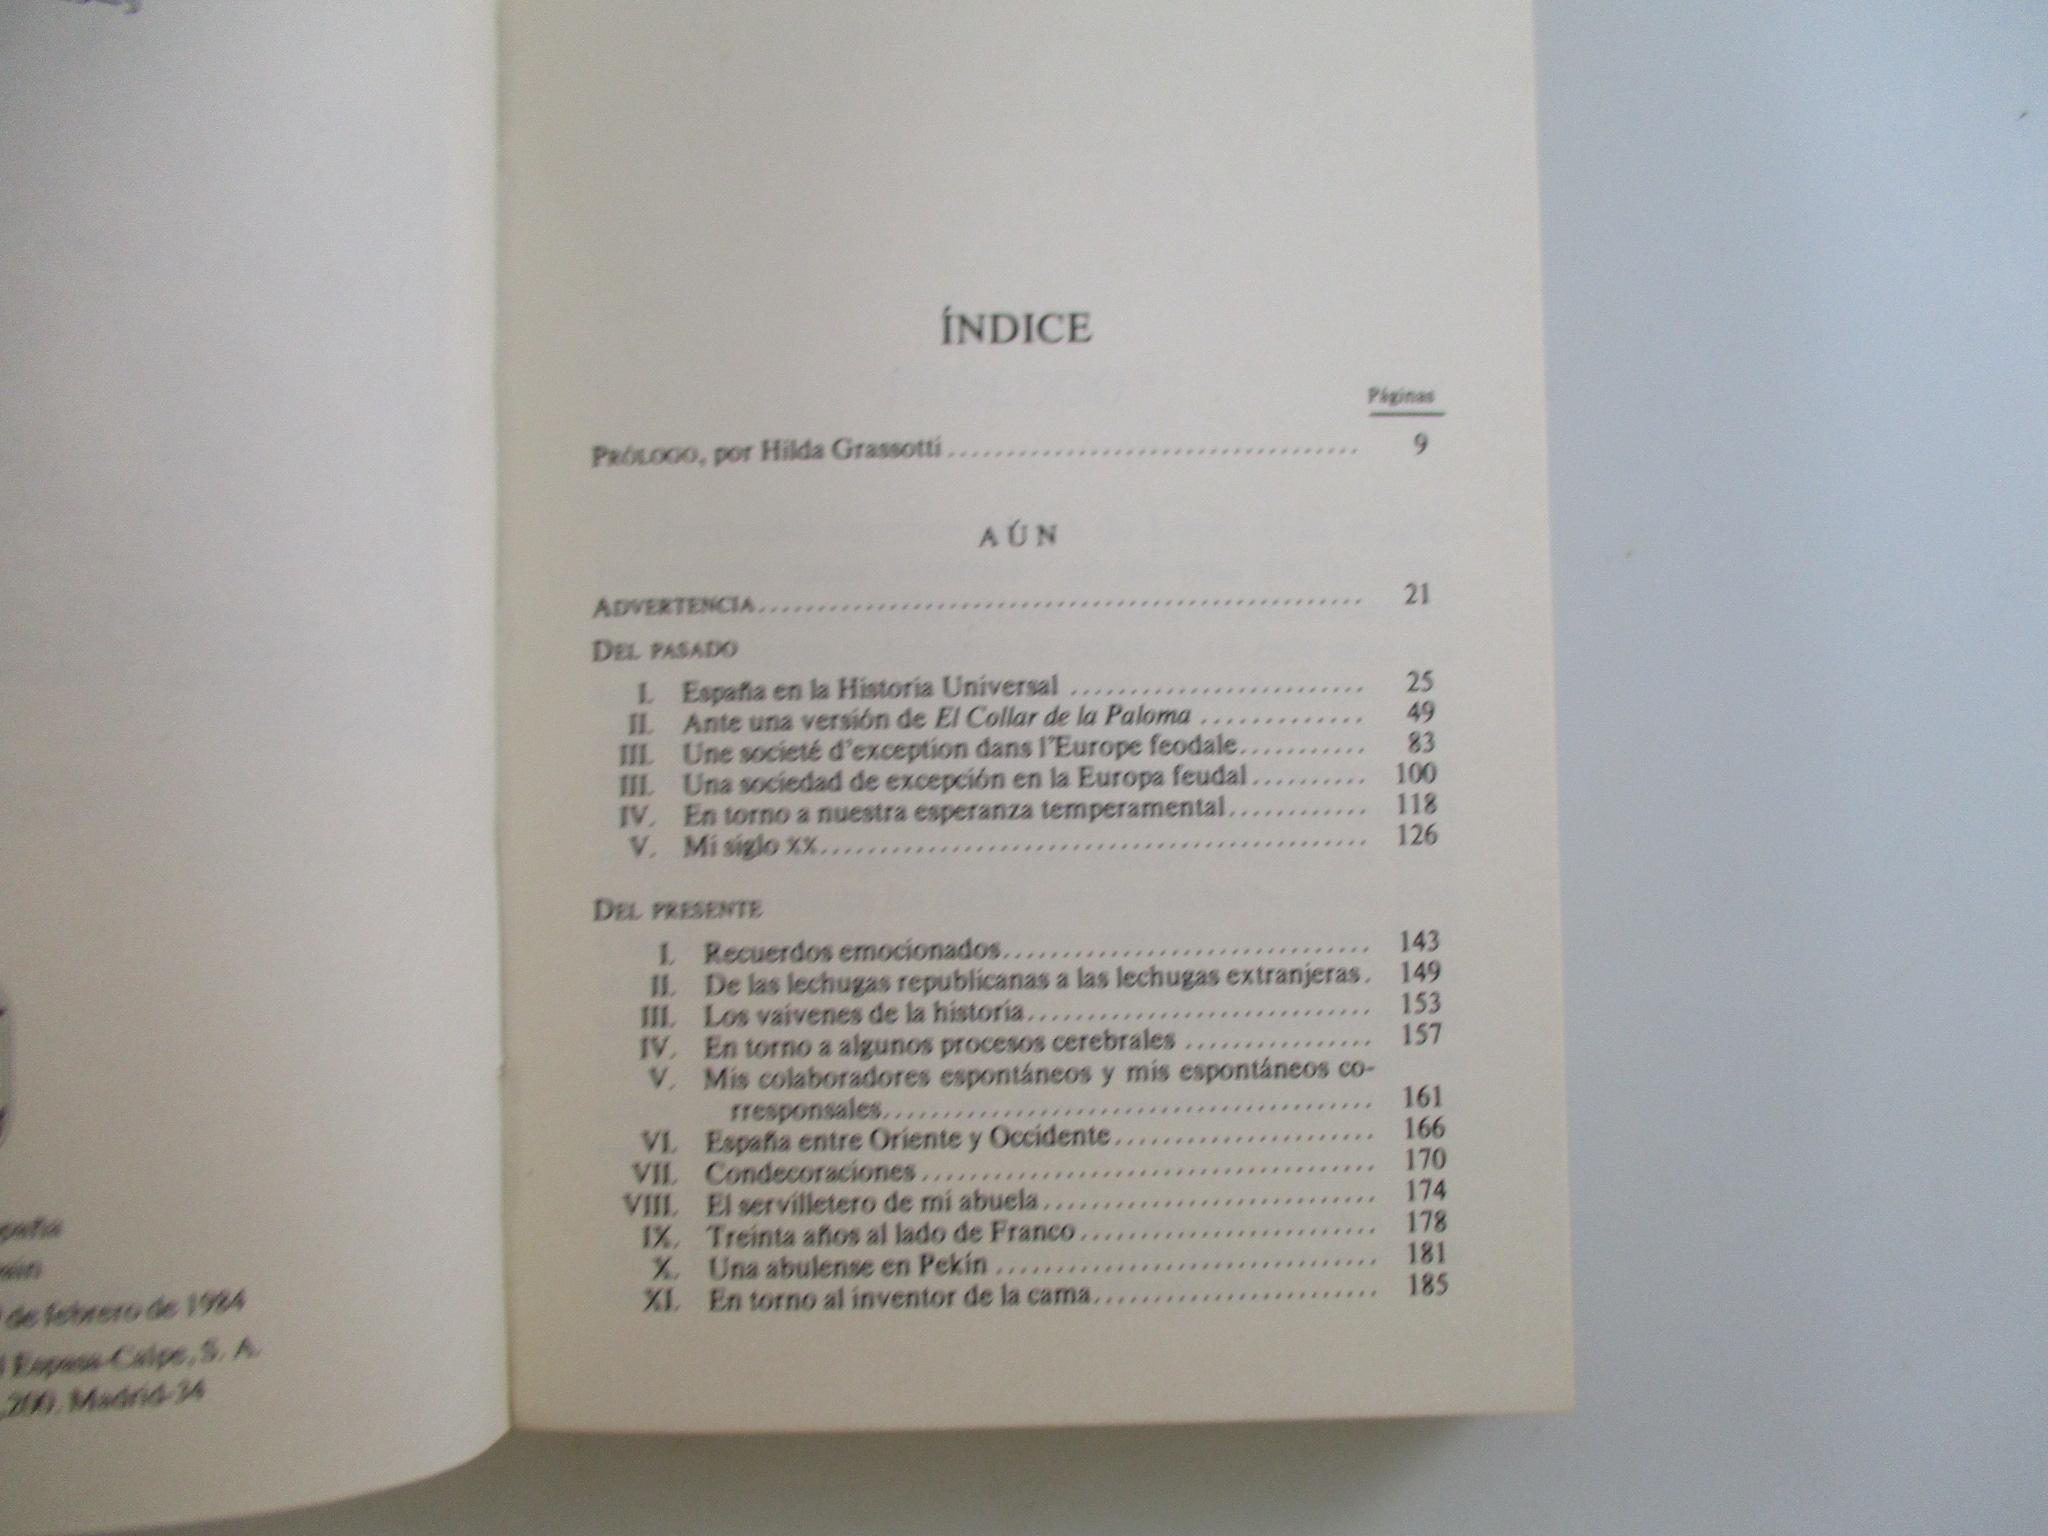 de febrero de 1984
Espasa-Calpe, S. A.
200. Madrid-34
ÍNDICE
Páginas
PRÓLOGO, por Hilda Grassotti 9
AÚN
ADVERTENCIA 21
DEL PASADO
I. España en la Historia Universal 25
II. Ante una versión de El Collar de la Paloma 49
III. Une societé d'exception dans l'Europe feodale 83
III. Una sociedad de excepción en la Europa feudal 100
IV. En torno a nuestra esperanza temperamental 118
V. Mi siglo XX 126
DEL PRESENTE
I. Recuerdos emocionados 143
II. De las lechugas republicanas a las lechugas extranjeras. 149
III. Los vaivenes de la historia 153
IV. En torno a algunos procesos cerebrales 157
V. Mis colaboradores espontáneos y mis espontáneos co-
rresponsales 161
VI. España entre Oriente y Occidente 166
VII. Condecoraciones 170
VIII. El servilletero de mi abuela 174
IX. Treinta años al lado de Franco 178
X. Una abulense en Pekín 181
XI. En torno al inventor de la cama 185